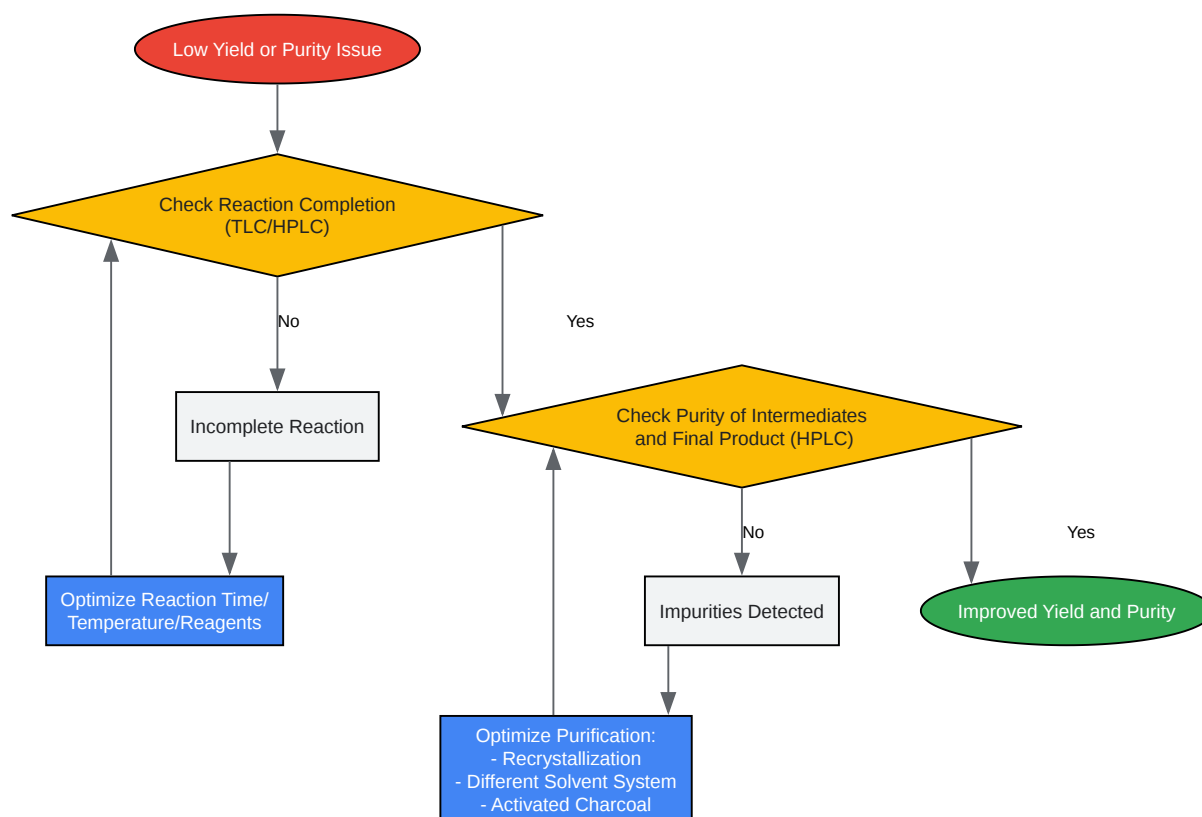 Low Yield or Purity Issue
Check Reaction Completion
(TLC/HPLC)
No
Yes
Incomplete Reaction
Check Purity of Intermediates
and Final Product (HPLC)
No
Yes
Optimize Reaction Time/
Temperature/Reagents
Impurities Detected
Improved Yield and Purity
Optimize Purification:
- Recrystallization
- Different Solvent System
- Activated Charcoal